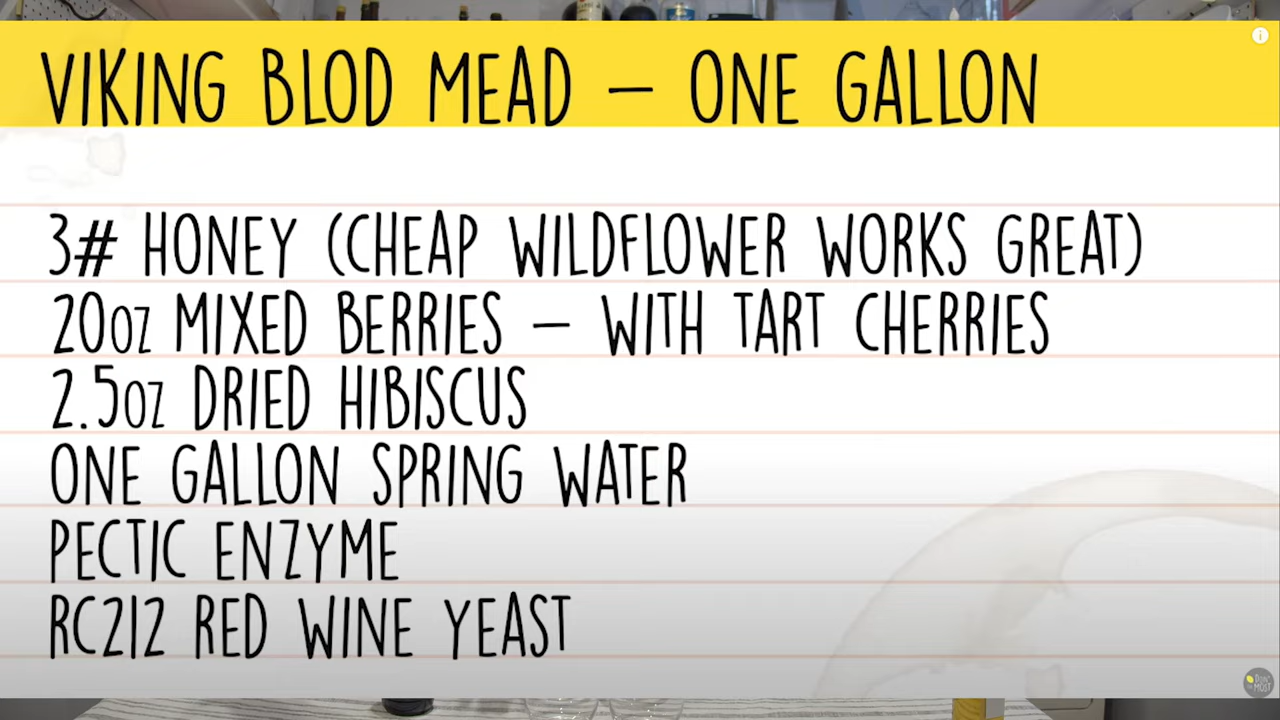 VIKING BLOD MEAD – ONE GALLON
3# HONEY (CHEAP WILDFLOWER WORKS GREAT)
20OZ MIXED BERRIES – WITH TART CHERRIES
2.5OZ DRIED HIBISCUS
ONE GALLON SPRING WATER
PECTIC ENZYME
RC212 RED WINE YEAST